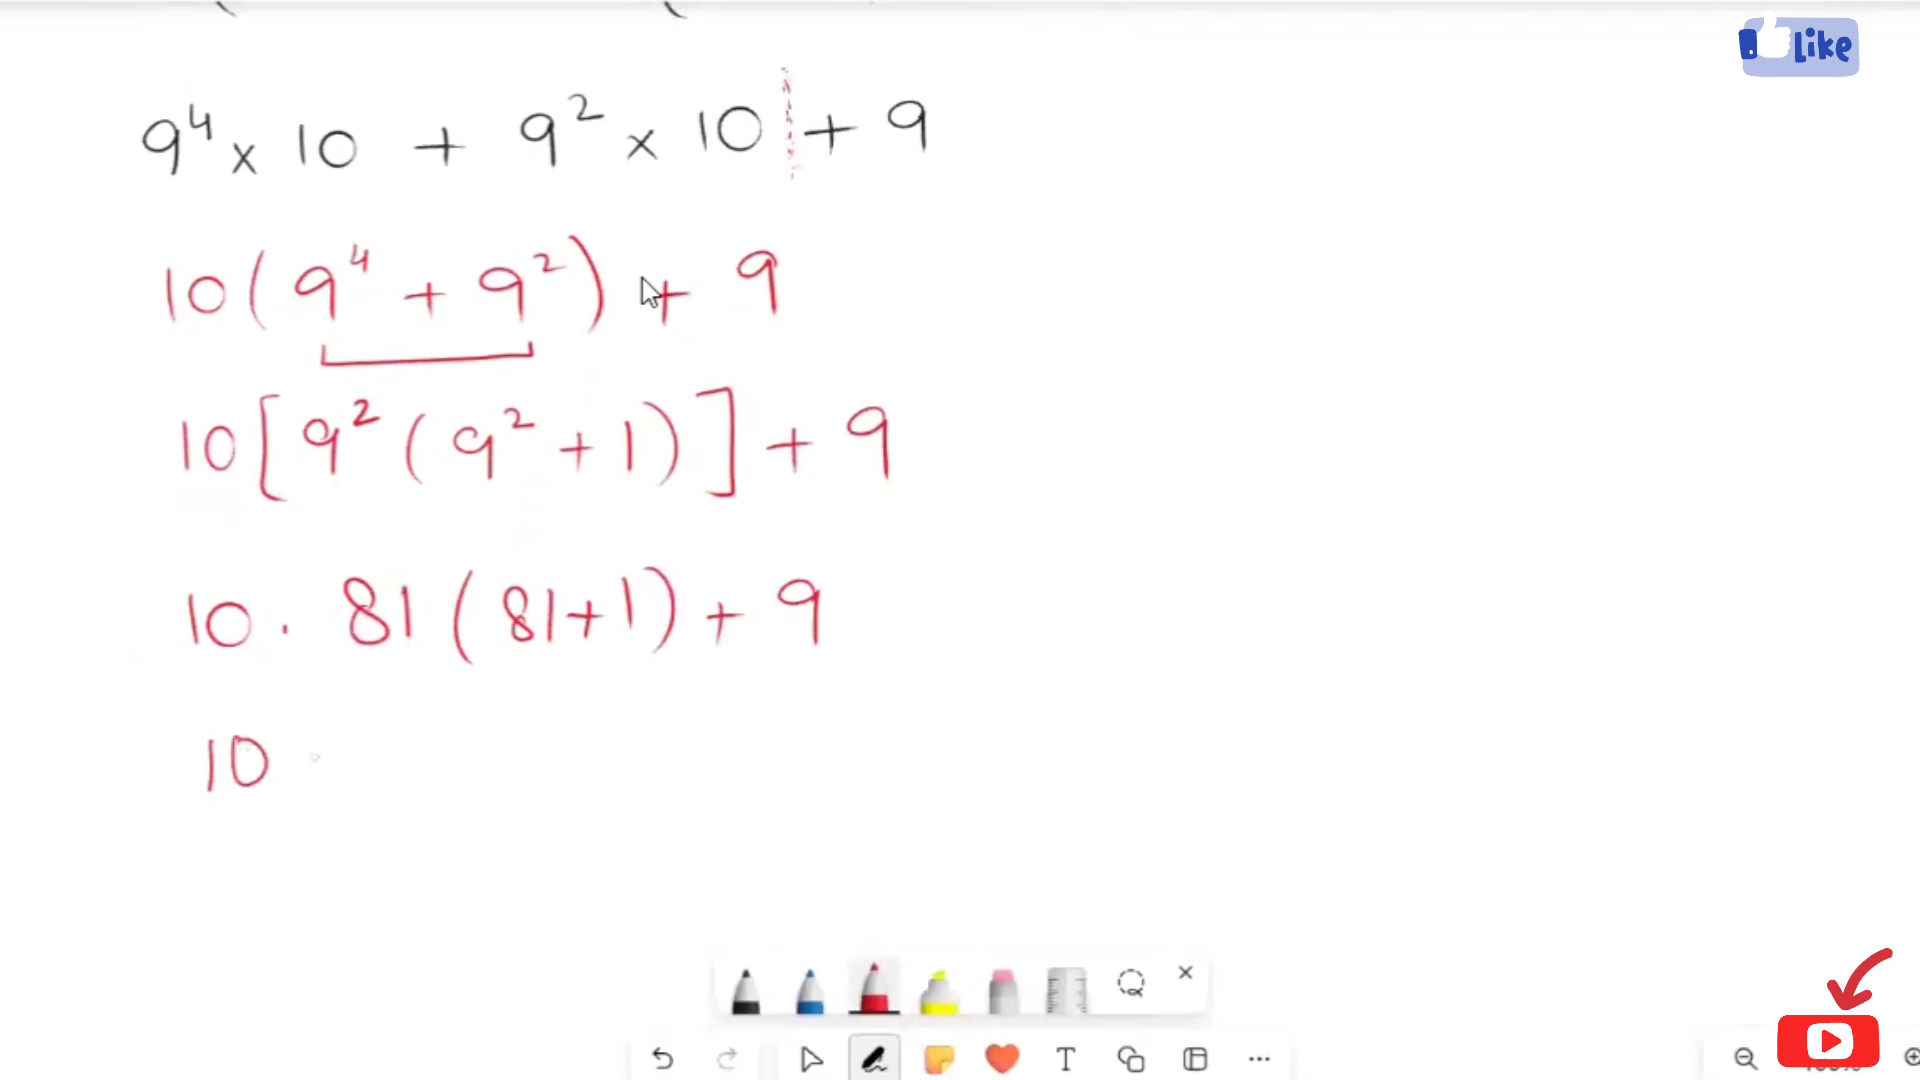 Like
9⁴ x 10 + 9² x 10 + 9
10(9⁴ + 9²) + 9
10[9²(9² + 1)] + 9
10 . 81(81+1) + 9
10
T